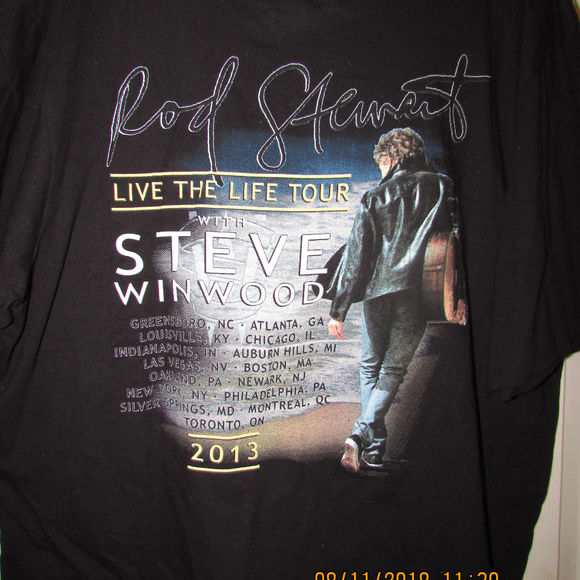 Rod Stewart
LIVE THE LIFE TOUR
WITH
STEVE
WINWOOD
GREENSBORO, NC · ATLANTA, GA
LOUISVILLE, KY · CHICAGO, IL
INDIANAPOLIS, IN · AUBURN HILLS, MI
LAS VEGAS, NV · BOSTON, MA
OAKLAND, PA · NEWARK, NJ
NEW YORK, NY · PHILADELPHIA, PA
SILVER SPRINGS, MD · MONTREAL, QC
TORONTO, ON
2013